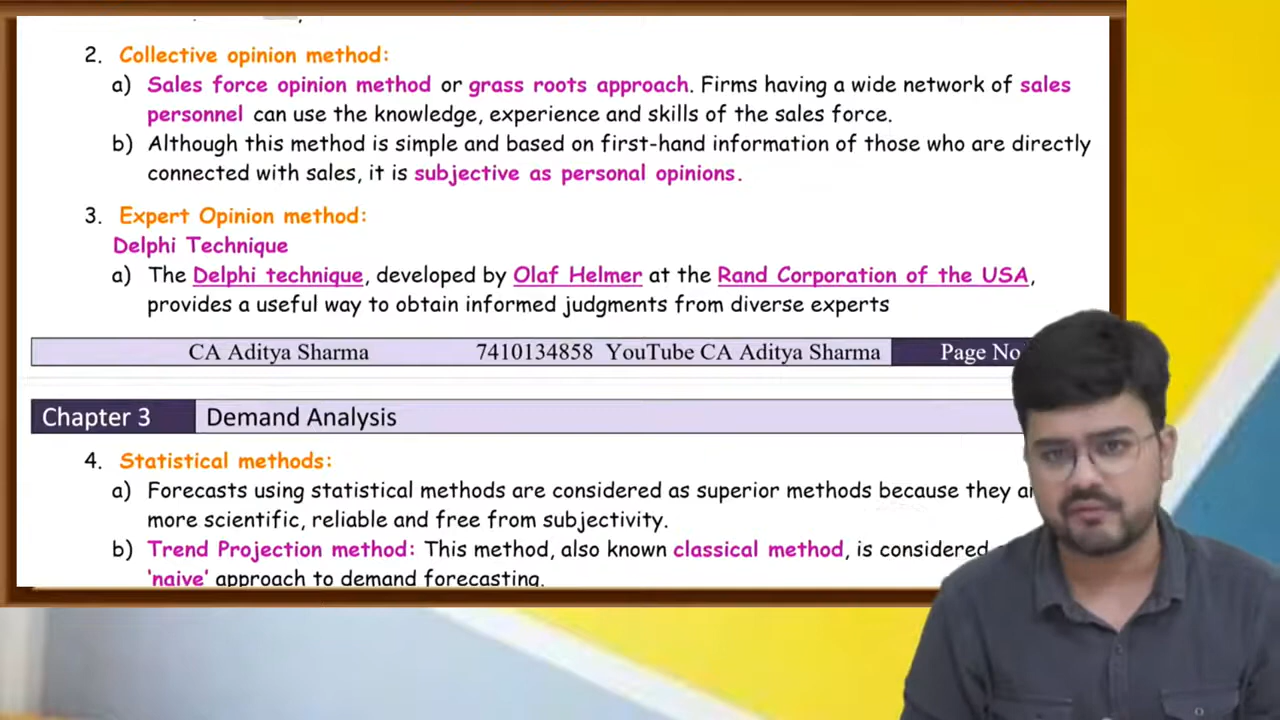 2. Collective opinion method:
a) Sales force opinion method or grass roots approach. Firms having a wide network of sales
personnel can use the knowledge, experience and skills of the sales force.
b) Although this method is simple and based on first-hand information of those who are directly
connected with sales, it is subjective as personal opinions.
3. Expert Opinion method:
Delphi Technique
a) The Delphi technique, developed by Olaf Helmer at the Rand Corporation of the USA,
provides a useful way to obtain informed judgments from diverse experts
CA Aditya Sharma 7410134858 YouTube CA Aditya Sharma Page No
Chapter 3 Demand Analysis
4. Statistical methods:
a) Forecasts using statistical methods are considered as superior methods because they
more scientific, reliable and free from subjectivity.
b) Trend Projection method: This method, also known classical method, is considered
'naive' approach to demand forecasting.